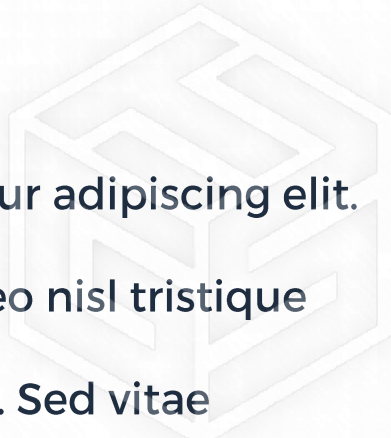 ur adipiscing elit.
eo nisl tristique
. Sed vitae